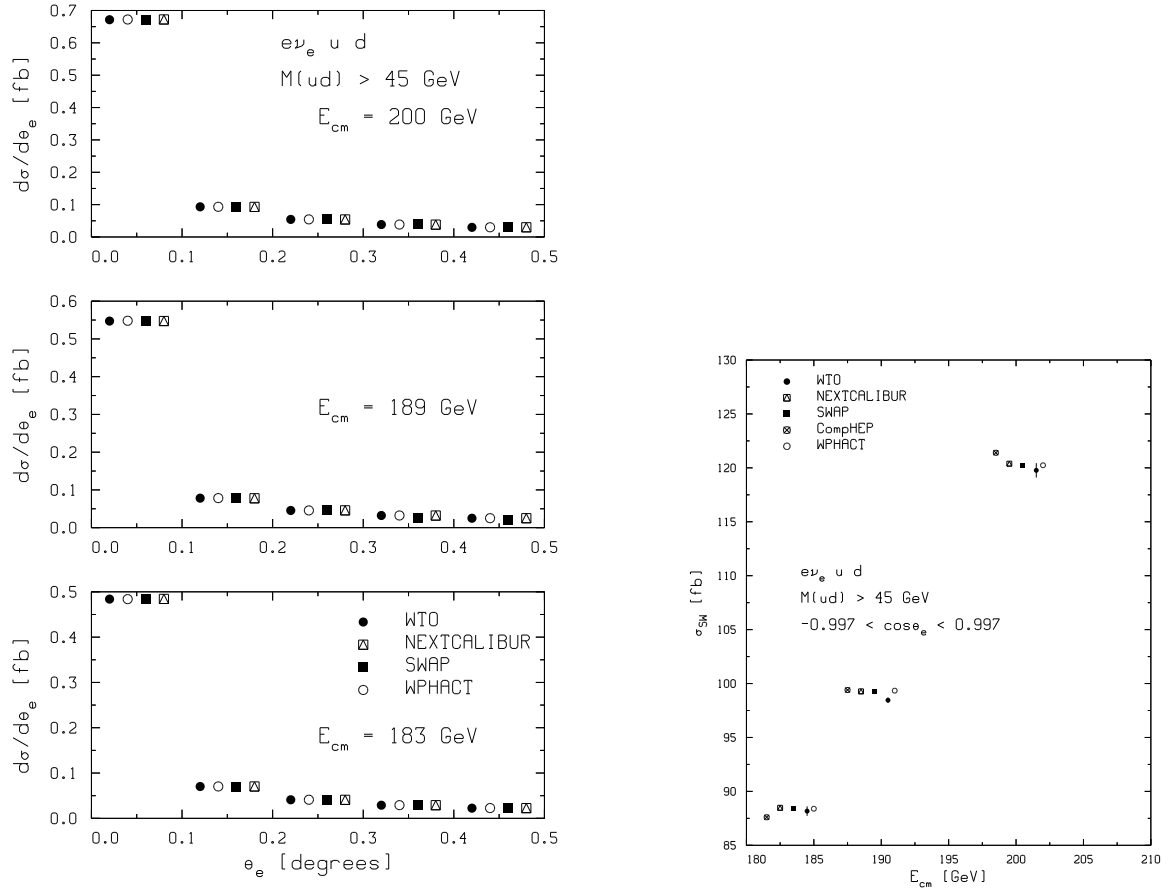 0.7
0.6
0.5
0.4
0.3
0.2
0.1
0.0
dσ/dθe [fb]
eνe u d
M(ud) > 45 GeV
Ecm = 200 GeV
0.0 0.1 0.2 0.3 0.4 0.5
0.6
0.5
0.4
0.3
0.2
0.1
0.0
dσ/dθe [fb]
Ecm = 189 GeV
0.0 0.1 0.2 0.3 0.4 0.5
0.5
0.4
0.3
0.2
0.1
0.0
dσ/dθe [fb]
WTO
NEXTCALIBUR
SWAP
WPHACT
Ecm = 183 GeV
0.0 0.1 0.2 0.3 0.4 0.5
θe [degrees]
130
125
120
115
110
105
100
95
90
85
σSW [fb]
WTO
NEXTCALIBUR
SWAP
CompHEP
WPHACT
eνe u d
M(ud) > 45 GeV
-0.997 < cosθe < 0.997
180 185 190 195 200 205 210
Ecm [GeV]